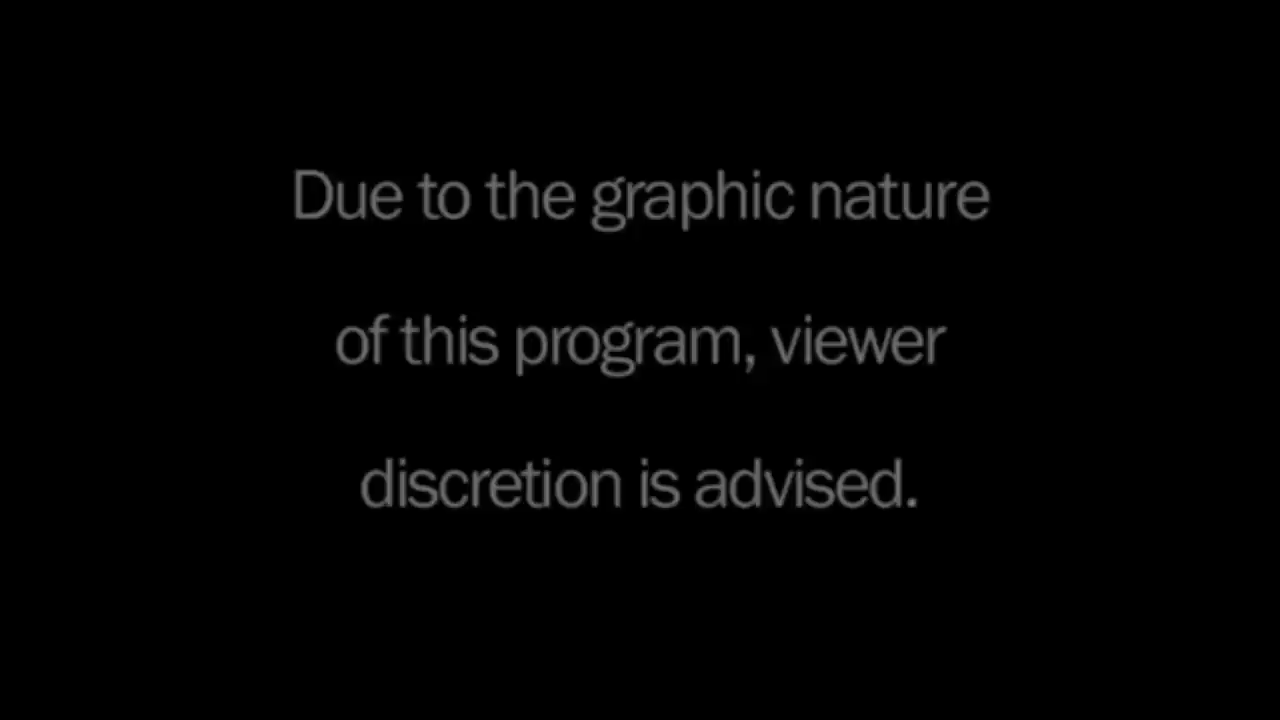 Due to the graphic nature
of this program, viewer
discretion is advised.